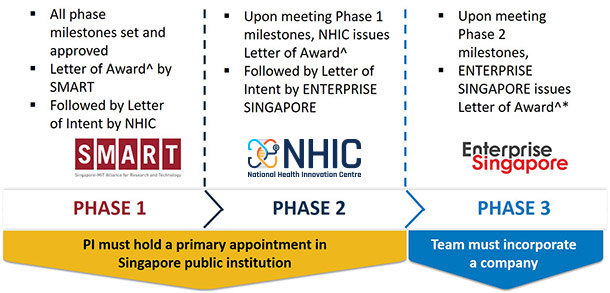 ▪ All phase
milestones set and
approved
▪ Letter of Award^ by
SMART
▪ Followed by Letter
of Intent by NHIC
▪ Upon meeting Phase 1
milestones, NHIC issues
Letter of Award^
▪ Followed by Letter of
Intent by ENTERPRISE
SINGAPORE
▪ Upon meeting
Phase 2
milestones,
▪ ENTERPRISE
SINGAPORE issues
Letter of Award^*
SMART
Singapore-MIT Alliance for Research and Technology
NHIC
National Health Innovation Centre
Enterprise
Singapore
PHASE 1
PHASE 2
PHASE 3
PI must hold a primary appointment in
Singapore public institution
Team must incorporate
a company